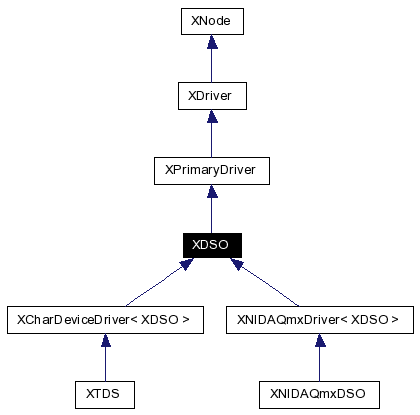 XNode
XDriver
XPrimaryDriver
XDSO
XCharDeviceDriver< XDSO >
XNIDAQmxDriver< XDSO >
XTDS
XNIDAQmxDSO